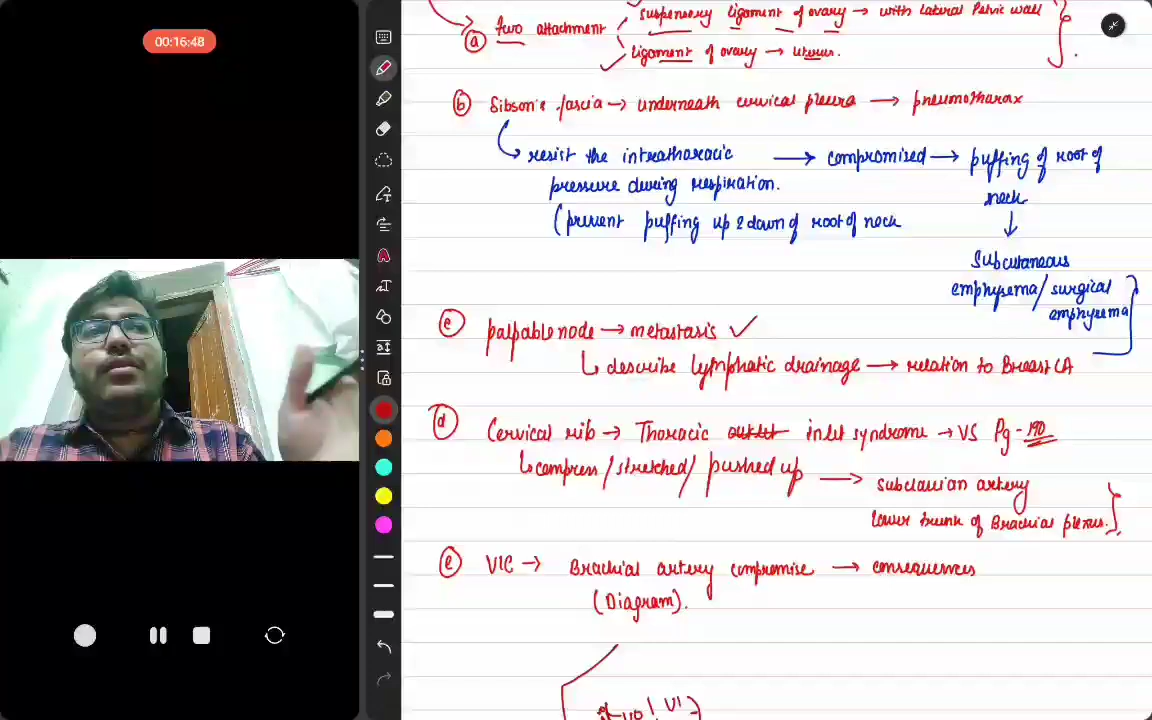 00:16:48
suspensory ligament of ovary → with Lateral Pelvic wall
ⓐ two attachment
ligament of ovary → uterus.
ⓑ Sibson's fascia → underneath cervical pleura → pneumothorax
resist the intrathoracic → compromised → puffing of root of
pressure during respiration. neck
(prevent puffing up & down of root of neck
Subcutaneous
emphysema/surgical
emphysema
ⓒ palpable node → metastasis ✓
describe lymphatic drainage → relation to Breast CA
ⓓ Cervical rib → Thoracic outlet inlet syndrome → VS Pg - 190
compress/stretched/pushed up → subclavian artery
lower trunk of Brachial plexus.
ⓔ VIC → Brachial artery compromise → consequences
(Diagram).